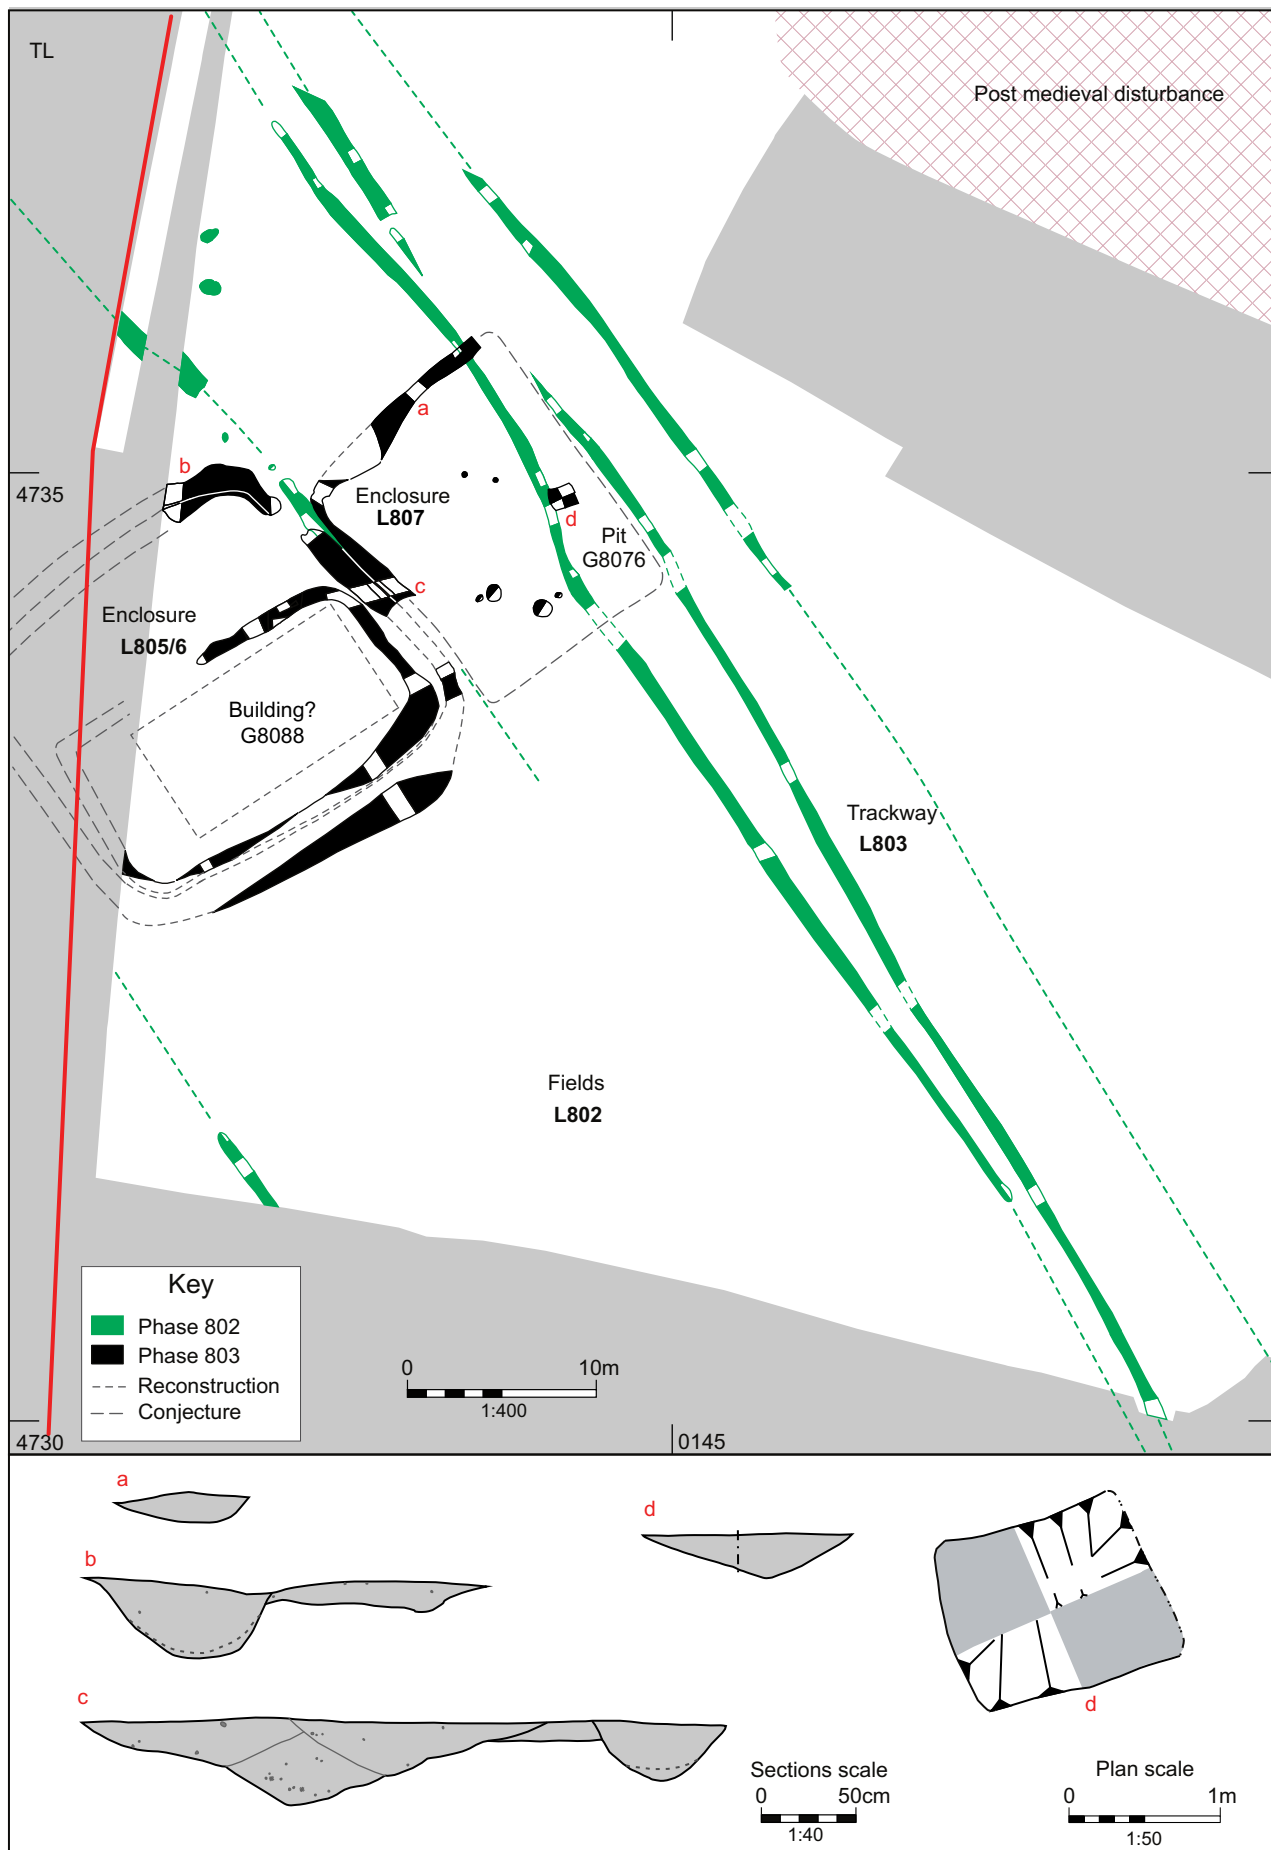 TL
Post medieval disturbance
a
b
4735
Enclosure
L807
d
Pit
G8076
c
Enclosure
L805/6
Building?
G8088
Trackway
L803
Fields
L802
Key
Phase 802
Phase 803
Reconstruction
Conjecture
0 10m
1:400
4730
0145
a
b
c
d
d
Sections scale
0 50cm
1:40
Plan scale
0 1m
1:50